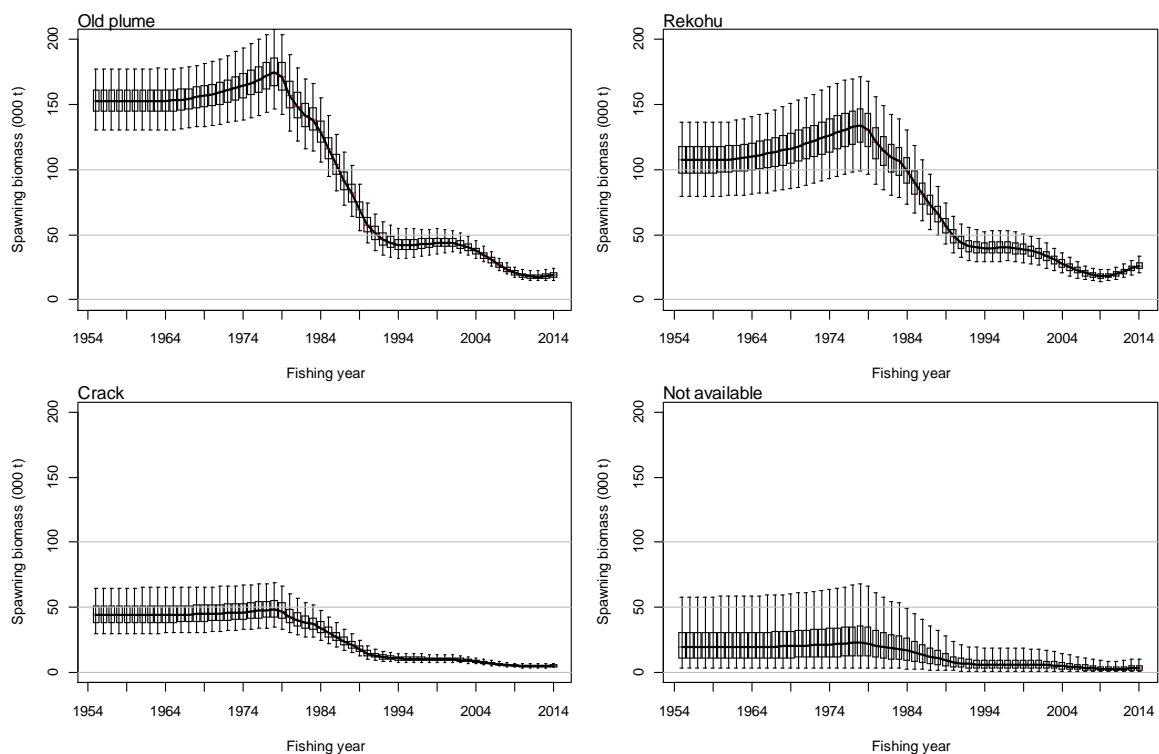 Old plume
Spawning biomass (000 t)
200
150
100
50
0
1954 1964 1974 1984 1994 2004 2014
Fishing year
Rekohu
Spawning biomass (000 t)
200
150
100
50
0
1954 1964 1974 1984 1994 2004 2014
Fishing year
Crack
Spawning biomass (000 t)
200
150
100
50
0
1954 1964 1974 1984 1994 2004 2014
Fishing year
Not available
Spawning biomass (000 t)
200
150
100
50
0
1954 1964 1974 1984 1994 2004 2014
Fishing year